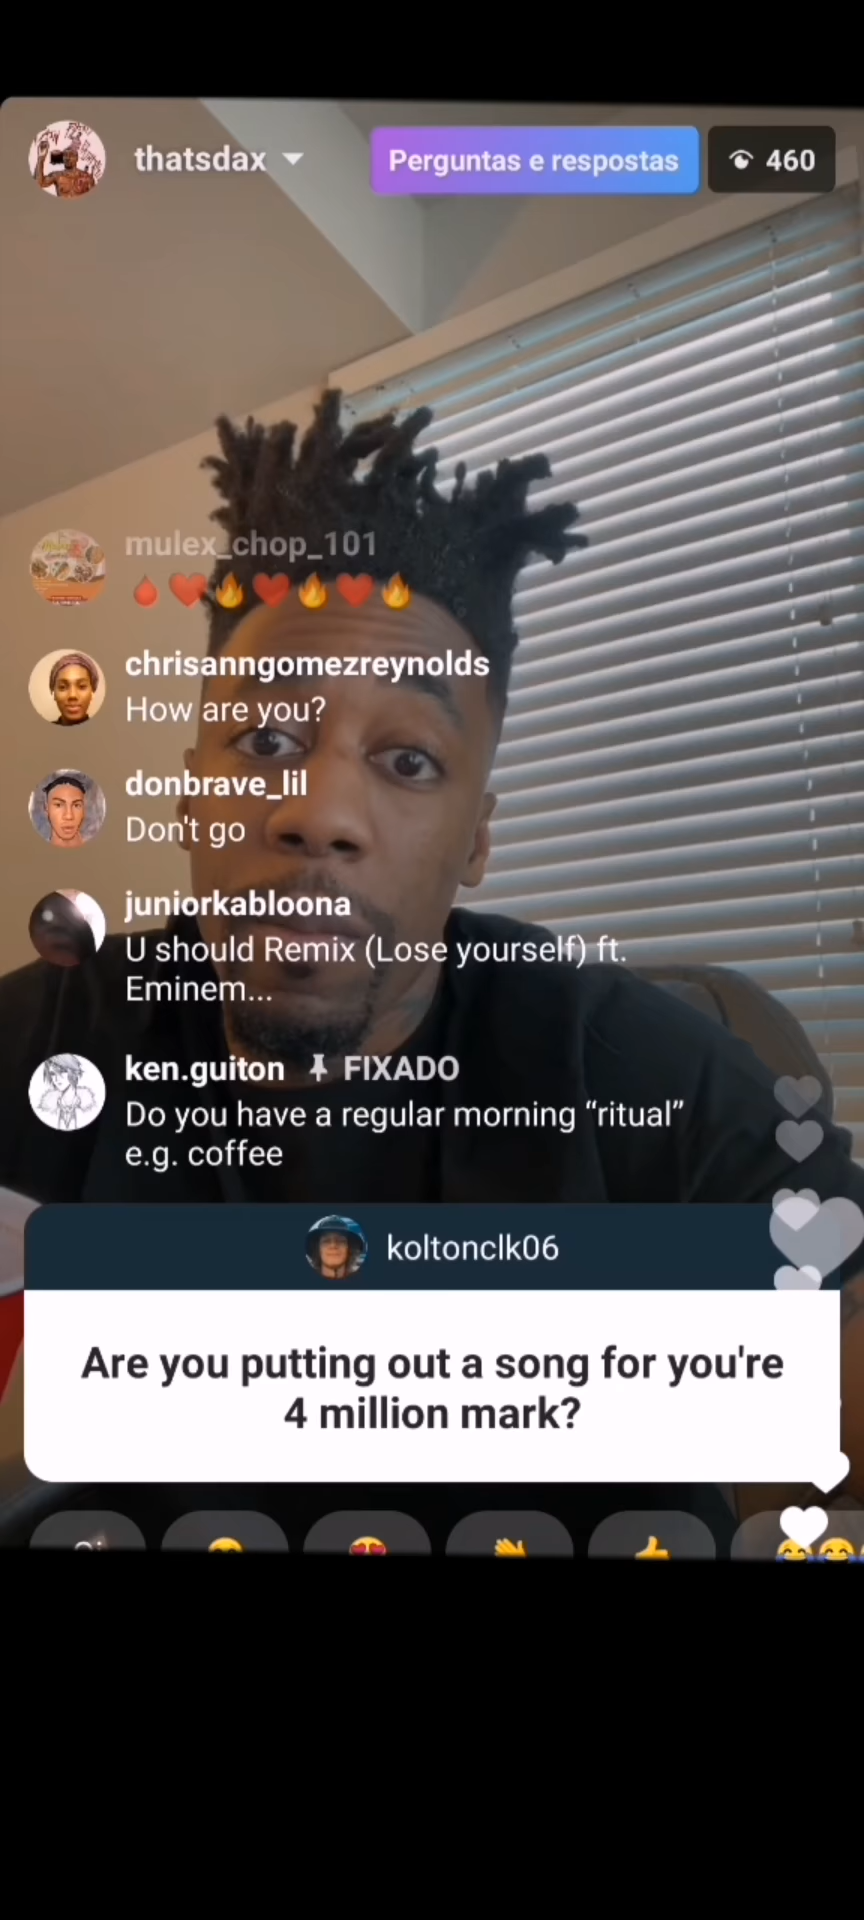 thatsdax
Perguntas e respostas
460
mulex_chop_101
🩸❤️🔥❤️🔥❤️🔥
chrisanngomezreynolds
How are you?
donbrave_lil
Don't go
juniorkabloona
U should Remix (Lose yourself) ft.
Eminem...
ken.guiton FIXADO
Do you have a regular morning “ritual”
e.g. coffee
koltonclk06
Are you putting out a song for you're
4 million mark?